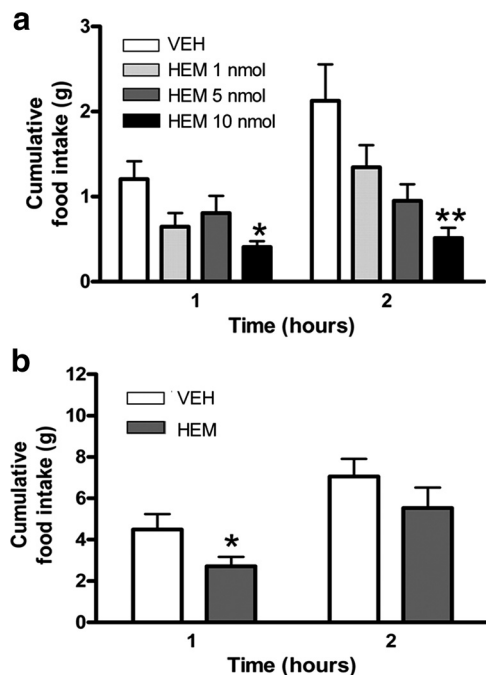 a
VEH
HEM 1 nmol
HEM 5 nmol
HEM 10 nmol
Cumulative
food intake (g)
3
2
1
0
*
**
1 2
Time (hours)
b
VEH
HEM
Cumulative
food intake (g)
12
10
8
6
4
2
0
*
1 2
Time (hours)